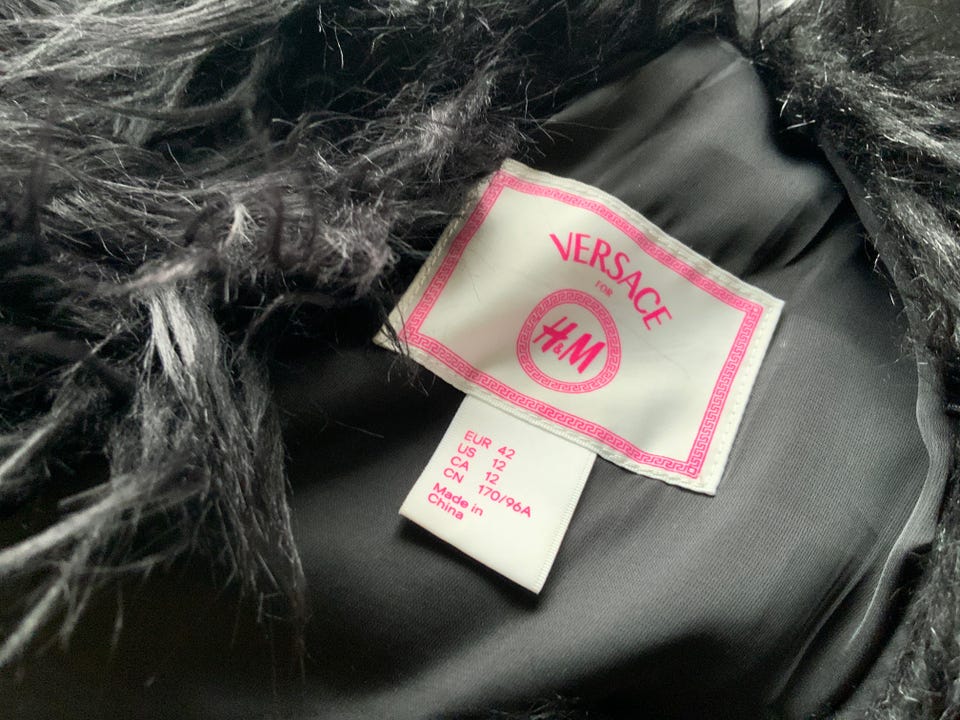 VERSACE
FOR
H&M
EUR 42
US 12
CA 12
CN 170/96A
Made in
China